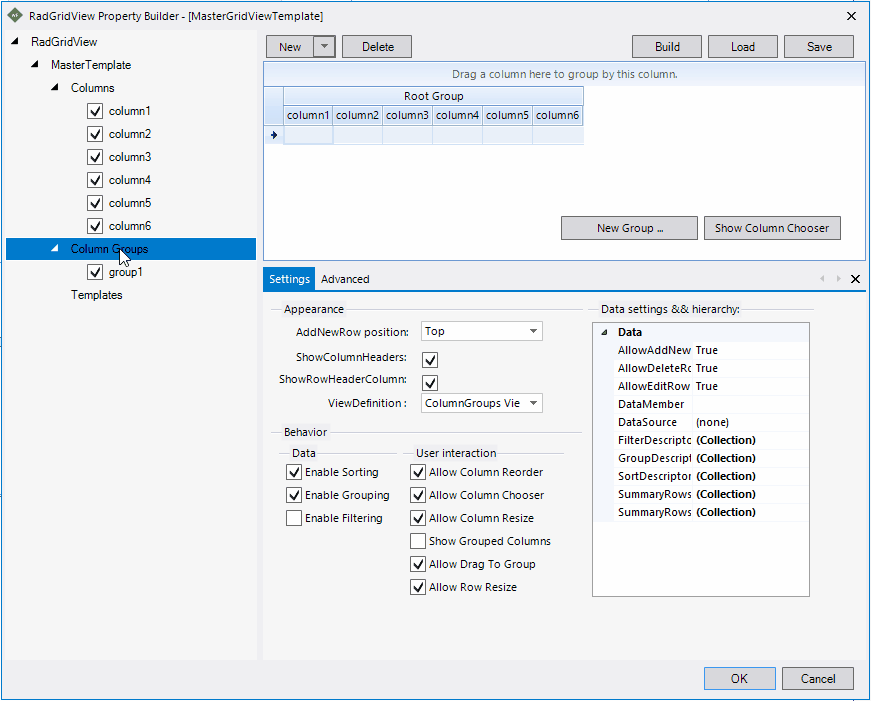 RadGridView Property Builder - [MasterGridViewTemplate]
RadGridView
MasterTemplate
Columns
column1
column2
column3
column4
column5
column6
Column Groups
group1
Templates
New
Delete
Build
Load
Save
Drag a column here to group by this column.
Root Group
column1 column2 column3 column4 column5 column6
New Group ...
Show Column Chooser
Settings
Advanced
Appearance
AddNewRow position: Top
ShowColumnHeaders:
ShowRowHeaderColumn:
ViewDefinition : ColumnGroups Vie
Behavior
Data
Enable Sorting
Enable Grouping
Enable Filtering
User interaction
Allow Column Reorder
Allow Column Chooser
Allow Column Resize
Show Grouped Columns
Allow Drag To Group
Allow Row Resize
Data settings && hierarchy:
Data
AllowAddNew True
AllowDeleteRo True
AllowEditRow True
DataMember
DataSource (none)
FilterDescripto (Collection)
GroupDescript (Collection)
SortDescriptor (Collection)
SummaryRows (Collection)
SummaryRows (Collection)
OK
Cancel